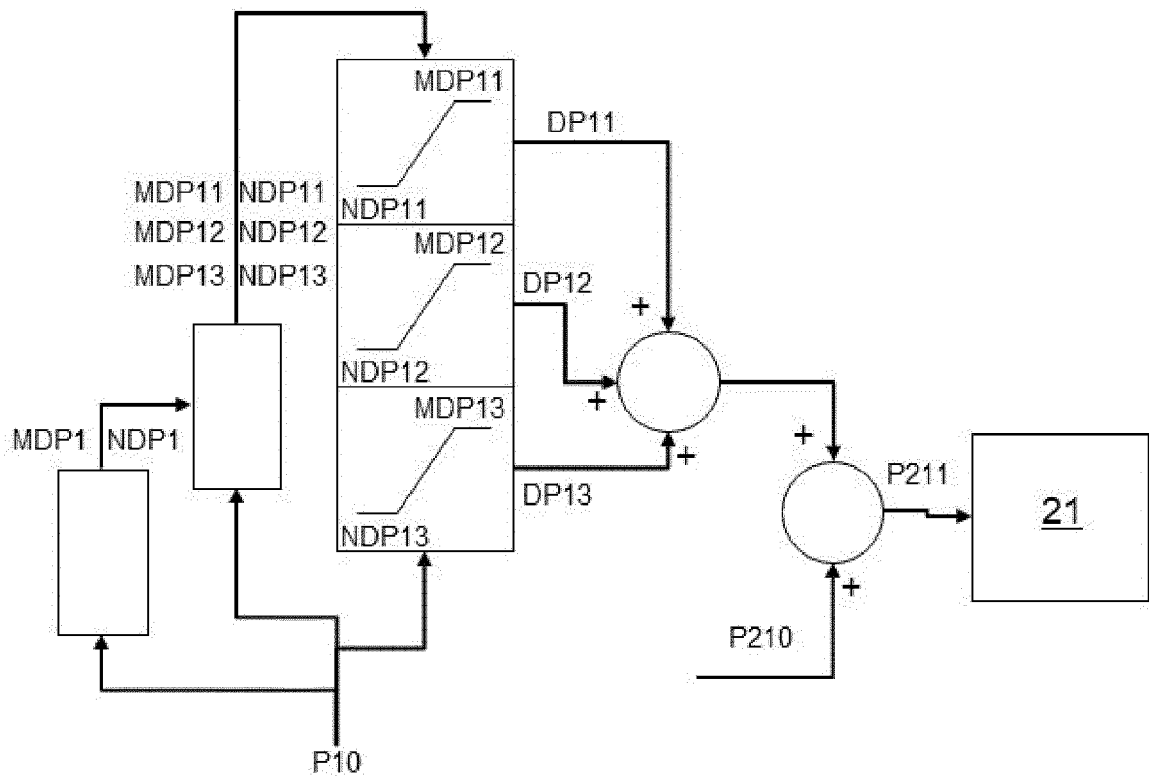 MDP11
DP11
MDP11 NDP11
NDP11
MDP12 NDP12
MDP12
MDP13 NDP13
DP12
+
NDP12
+
MDP13
MDP1 NDP1
+
+
P211
DP13
21
NDP13
+
P210
P10